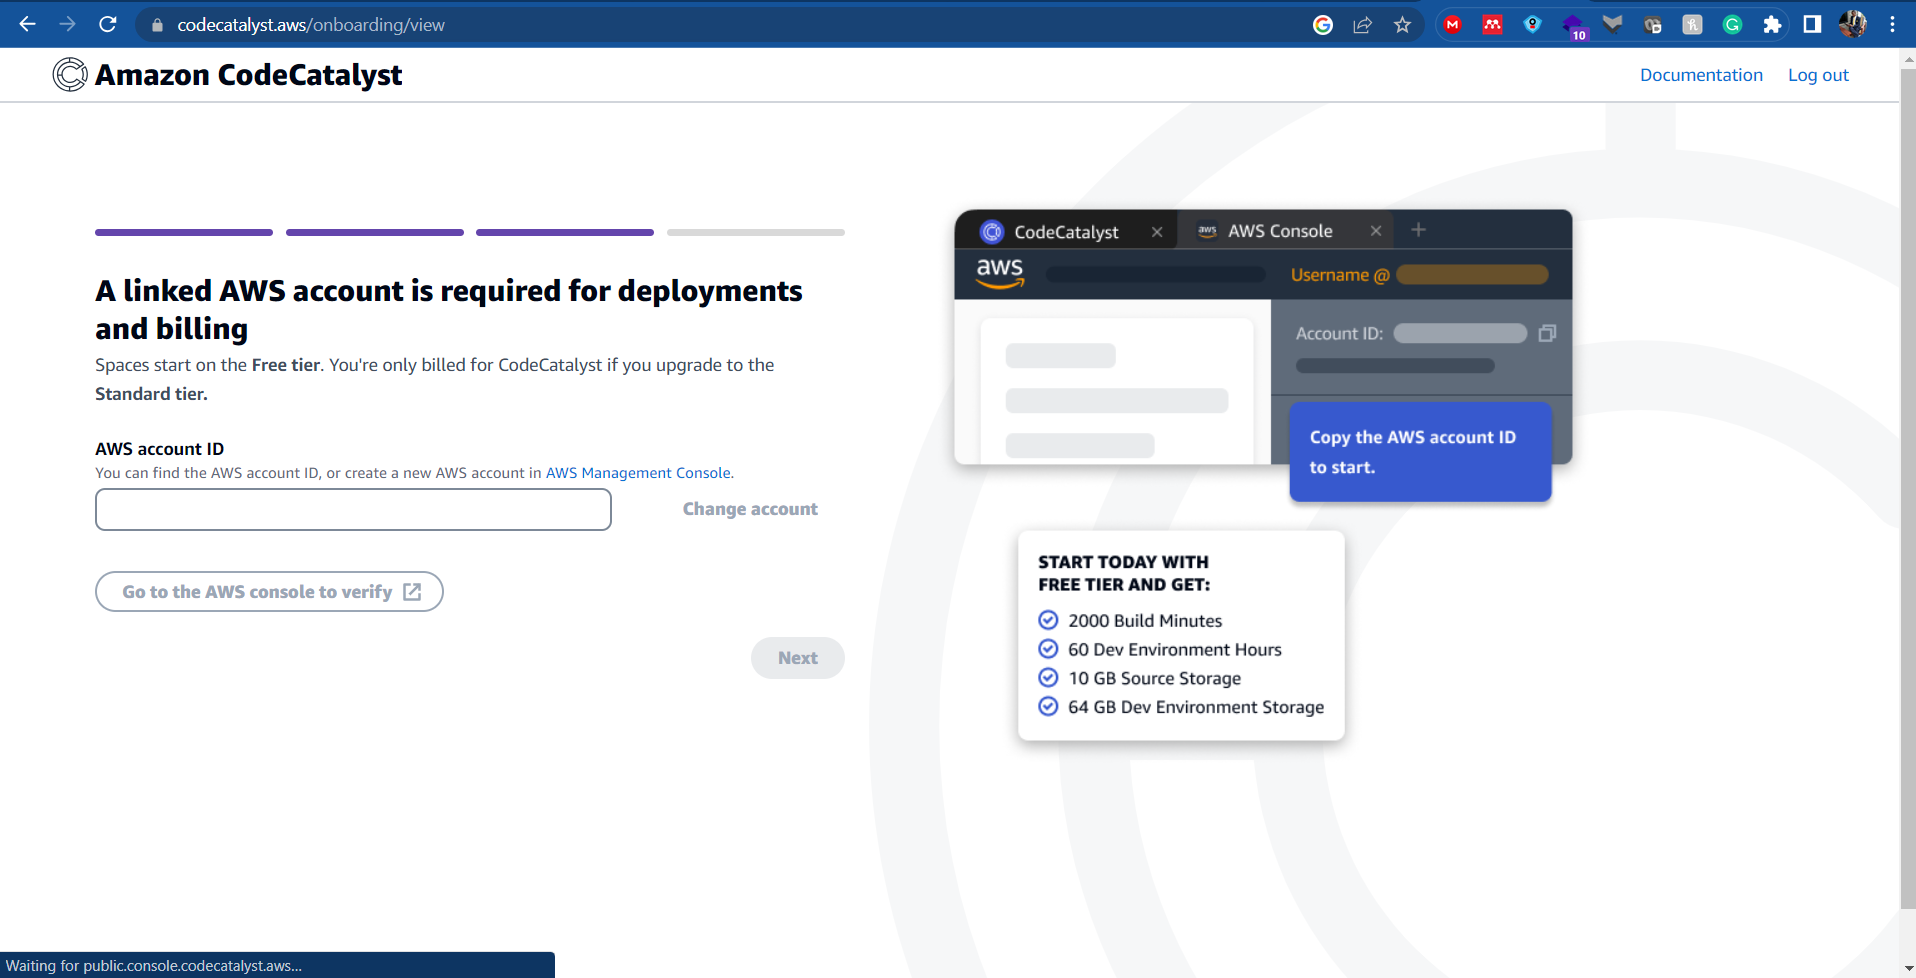 codecatalyst.aws/onboarding/view
10
Amazon CodeCatalyst
Documentation
Log out
A linked AWS account is required for deployments
and billing
Spaces start on the Free tier. You're only billed for CodeCatalyst if you upgrade to the
Standard tier.
AWS account ID
You can find the AWS account ID, or create a new AWS account in AWS Management Console.
Change account
Go to the AWS console to verify
Next
CodeCatalyst
aws AWS Console
aws
Username @
Account ID:
Copy the AWS account ID
to start.
START TODAY WITH
FREE TIER AND GET:
2000 Build Minutes
60 Dev Environment Hours
10 GB Source Storage
64 GB Dev Environment Storage
Waiting for public.console.codecatalyst.aws...